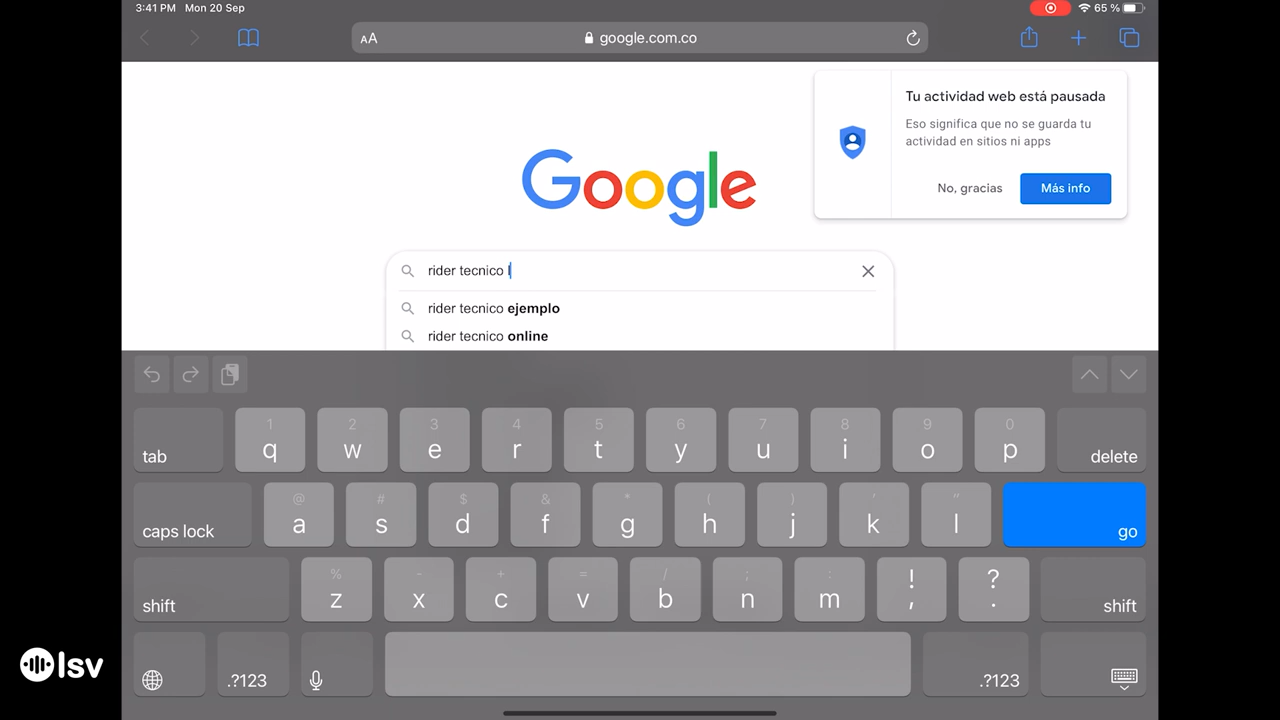 3:41 PM Mon 20 Sep
65 %
AA
google.com.co
Tu actividad web está pausada
Eso significa que no se guarda tu
actividad en sitios ni apps
No, gracias
Más info
Google
rider tecnico l
rider tecnico ejemplo
rider tecnico online
1 2 3 4 5 6 7 8 9 0
tab q w e r t y u i o p delete
@ # $ & * ( ) ' "
caps lock a s d f g h j k l go
% - + = / ; : ! ?
shift z x c v b n m , . shift
.?123 .?123
lsv